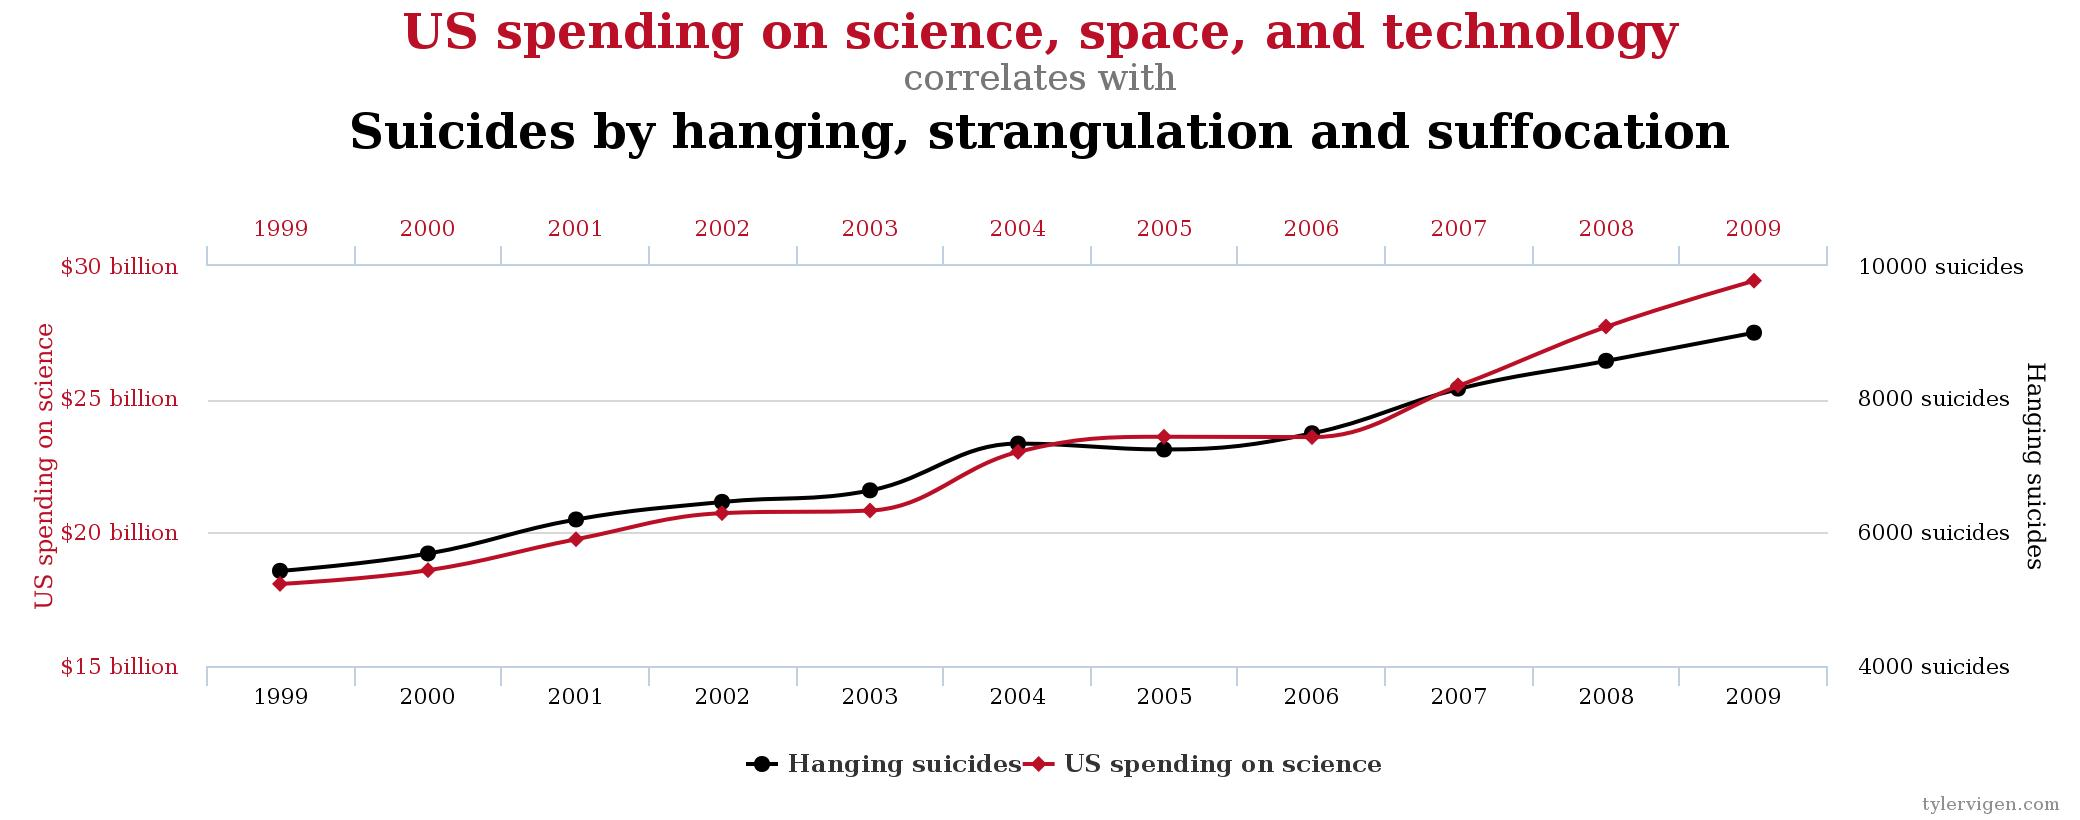 US spending on science, space, and technology
correlates with
Suicides by hanging, strangulation and suffocation
1999 2000 2001 2002 2003 2004 2005 2006 2007 2008 2009
US spending on science
$30 billion
$25 billion
$20 billion
$15 billion
10000 suicides
8000 suicides
6000 suicides
4000 suicides
Hanging suicides
1999 2000 2001 2002 2003 2004 2005 2006 2007 2008 2009
Hanging suicides US spending on science
tylervigen.com